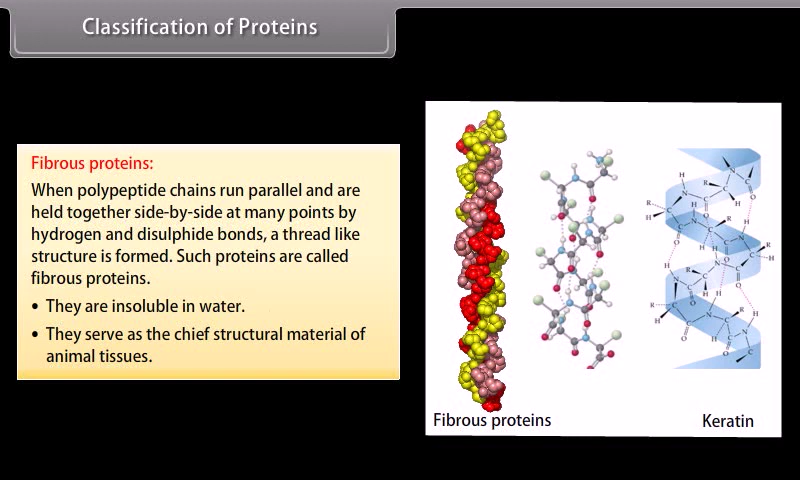 Classification of Proteins
Fibrous proteins:
When polypeptide chains run parallel and are
held together side-by-side at many points by
hydrogen and disulphide bonds, a thread like
structure is formed. Such proteins are called
fibrous proteins.
• They are insoluble in water.
• They serve as the chief structural material of
animal tissues.
Fibrous proteins
Keratin